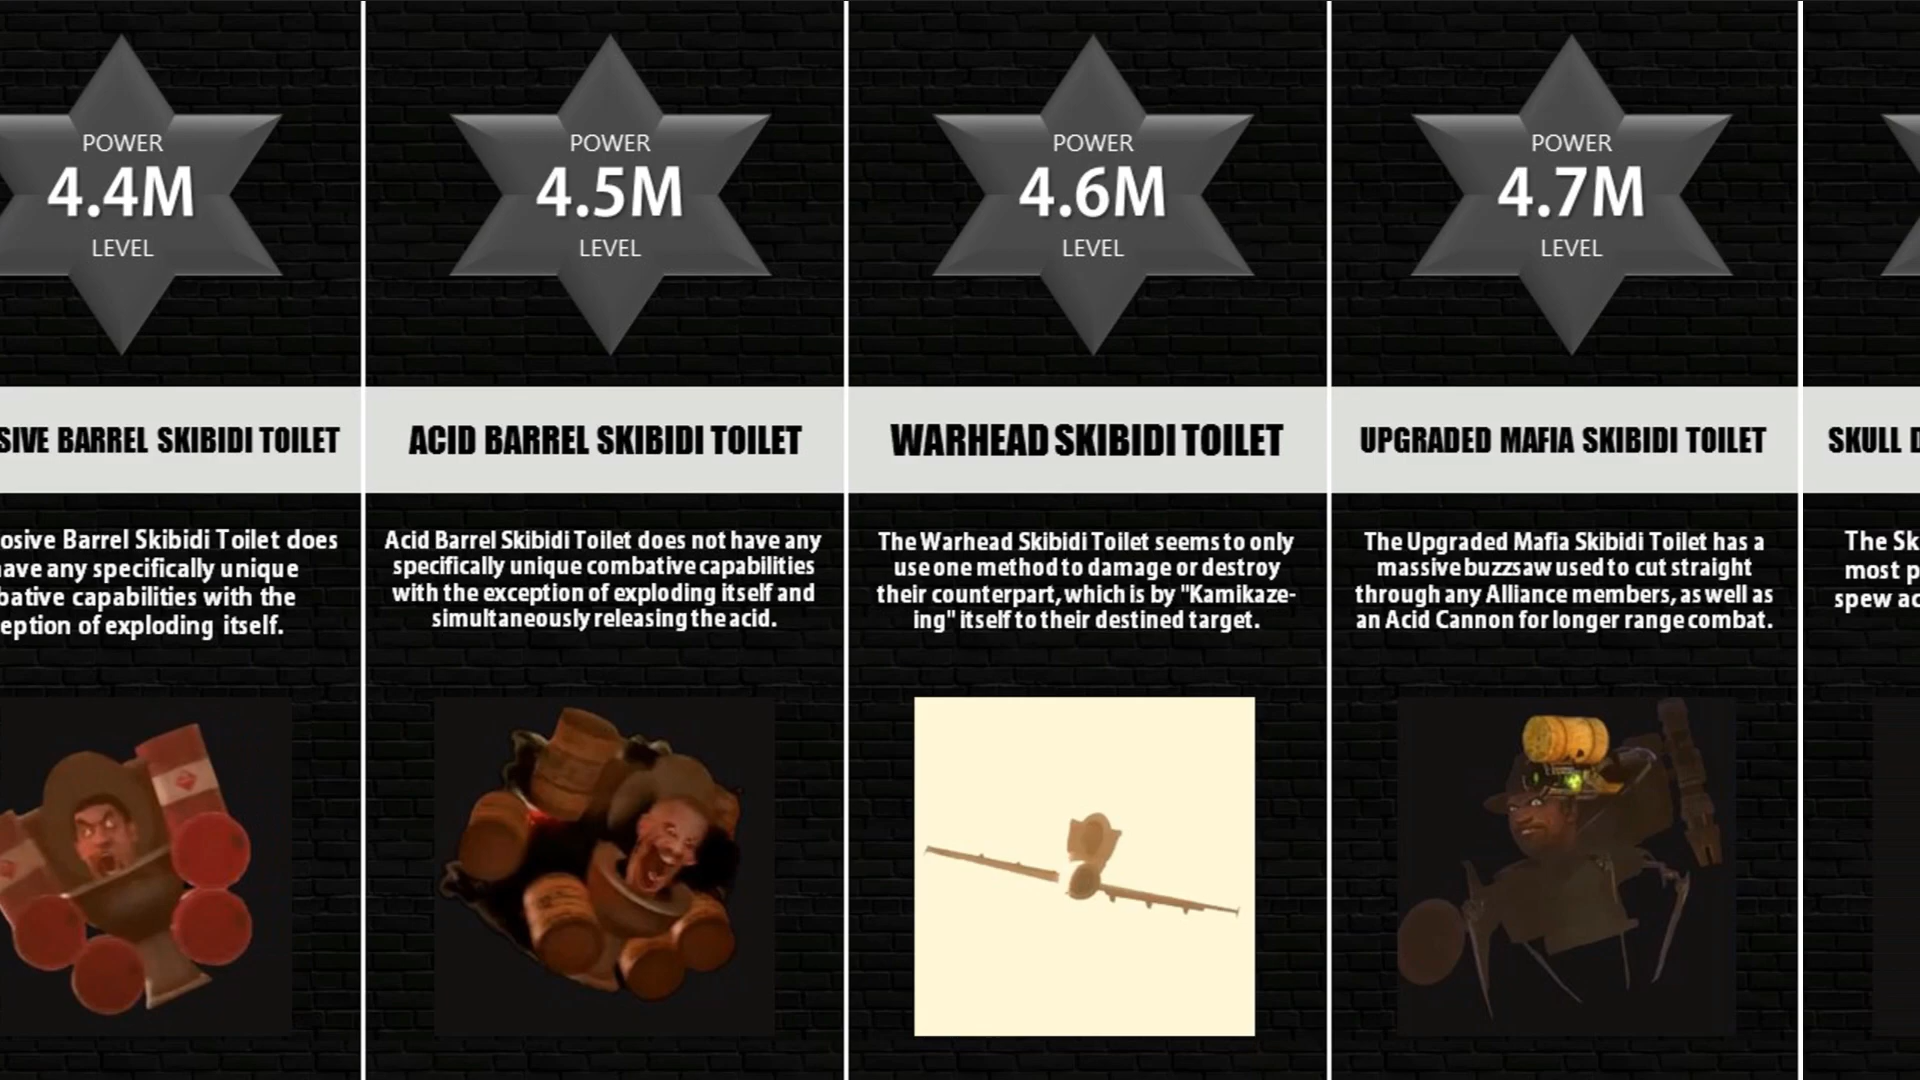 POWER
4.4M
LEVEL
SIVE BARREL SKIBIDI TOILET
osive Barrel Skibidi Toilet does
ave any specifically unique
bative capabilities with the
eption of exploding itself.
POWER
4.5M
LEVEL
ACID BARREL SKIBIDI TOILET
Acid Barrel Skibidi Toilet does not have any
specifically unique combative capabilities
with the exception of exploding itself and
simultaneously releasing the acid.
POWER
4.6M
LEVEL
WARHEAD SKIBIDI TOILET
The Warhead Skibidi Toilet seems to only
use one method to damage or destroy
their counterpart, which is by "Kamikaze-
ing" itself to their destined target.
POWER
4.7M
LEVEL
UPGRADED MAFIA SKIBIDI TOILET
The Upgraded Mafia Skibidi Toilet has a
massive buzzsaw used to cut straight
through any Alliance members, as well as
an Acid Cannon for longer range combat.
SKULL D
The Sk
most p
spew ac